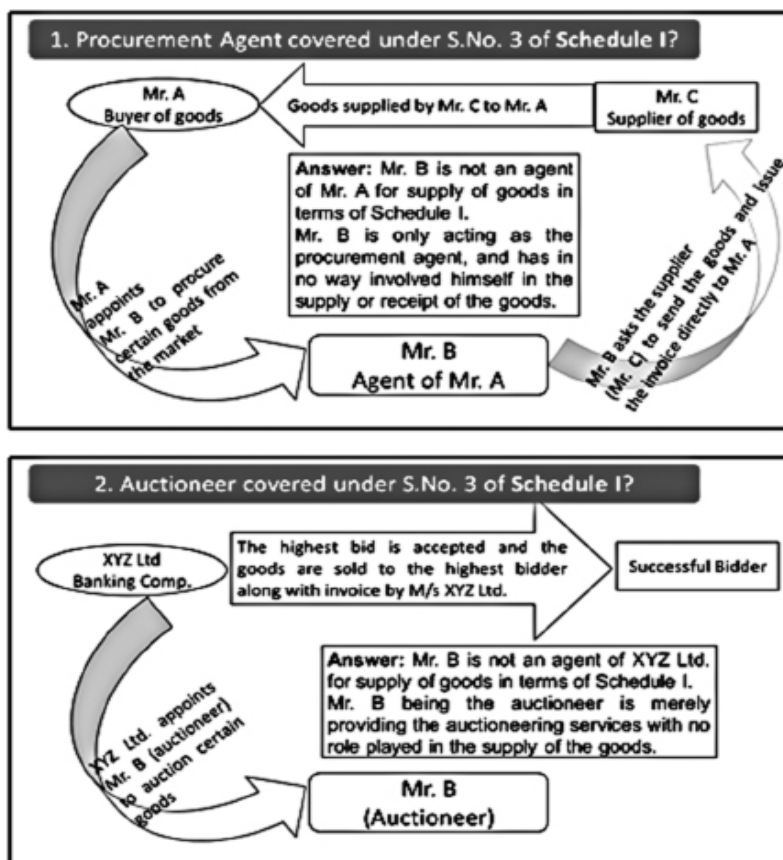 1. Procurement Agent covered under S.No. 3 of Schedule I?
Mr. A
Buyer of goods
Goods supplied by Mr. C to Mr. A
Mr. C
Supplier of goods
Answer: Mr. B is not an agent
of Mr. A for supply of goods in
terms of Schedule I.
Mr. B is only acting as the
procurement agent, and has in
no way involved himself in the
supply or receipt of the goods.
Mr. A
appoints
Mr. B to procure
certain goods from
the market
Mr. B
Agent of Mr. A
Mr. B asks the supplier
(Mr. C) to send the goods and issue
the invoice directly to Mr. A
2. Auctioneer covered under S.No. 3 of Schedule I?
XYZ Ltd
Banking Comp.
The highest bid is accepted and the
goods are sold to the highest bidder
along with invoice by M/s XYZ Ltd.
Successful Bidder
Answer: Mr. B is not an agent of XYZ Ltd.
for supply of goods in terms of Schedule I.
Mr. B being the auctioneer is merely
providing the auctioneering services with no
role played in the supply of the goods.
XYZ Ltd. appoints
Mr. B (auctioneer)
to auction certain
goods
Mr. B
(Auctioneer)